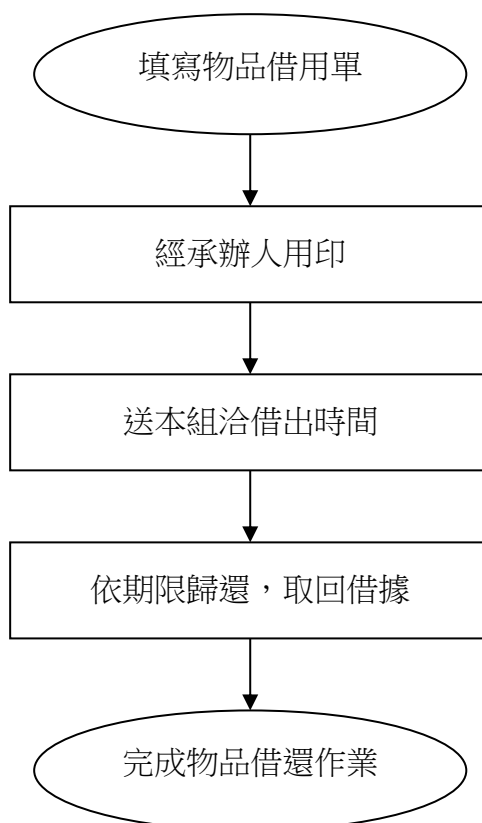 填寫物品借用單
經承辦人用印
送本組洽借出時間
依期限歸還，取回借據
完成物品借還作業